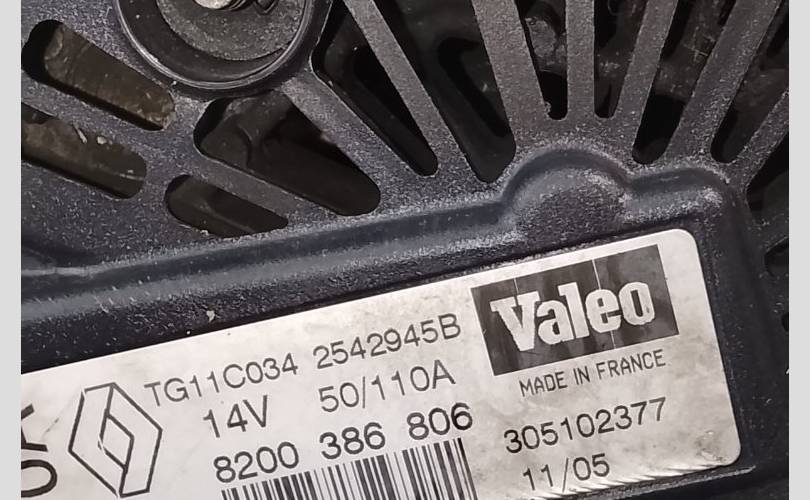 Valeo
TG11C034 2542945B
MADE IN FRANCE
14V 50/110A
8200 386 806
305102377
11/05